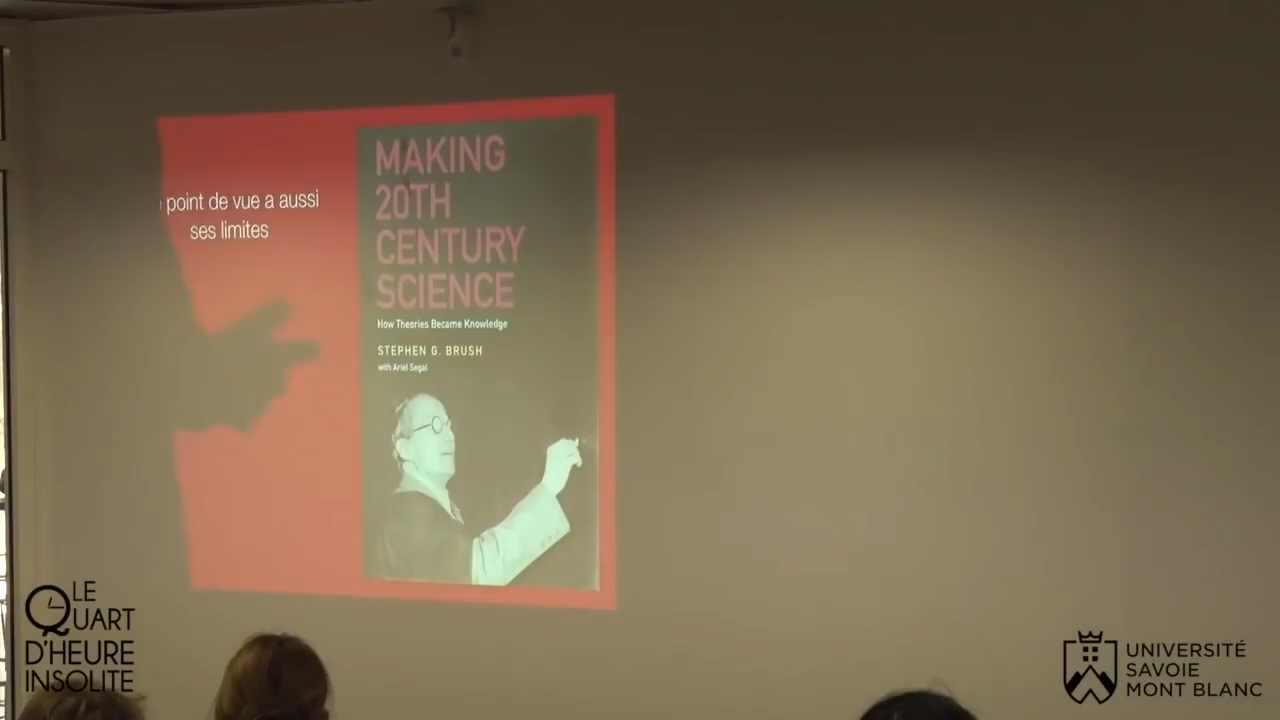 point de vue a aussi
ses limites
MAKING
20TH
CENTURY
SCIENCE
How Theories Became Knowledge
STEPHEN G. BRUSH
with Ariel Segal
LE
QUART
D'HEURE
INSOLITE
UNIVERSITÉ
SAVOIE
MONT BLANC